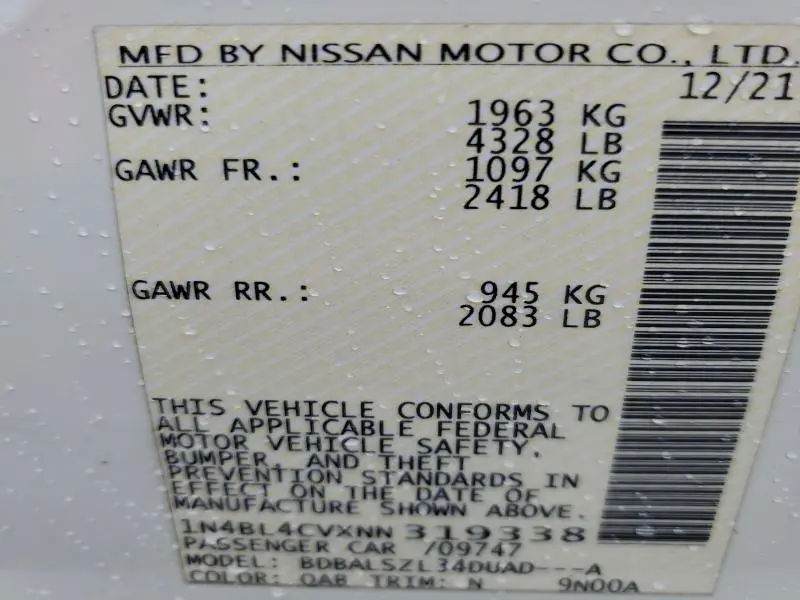 MFD BY NISSAN MOTOR CO., LTD.
DATE: 12/21
GVWR: 1963 KG
4328 LB
GAWR FR.: 1097 KG
2418 LB
GAWR RR.: 945 KG
2083 LB
THIS VEHICLE CONFORMS TO
ALL APPLICABLE FEDERAL
MOTOR VEHICLE SAFETY,
BUMPER, AND THEFT
PREVENTION STANDARDS IN
EFFECT ON THE DATE OF
MANUFACTURE SHOWN ABOVE.
1N4BL4CVXNN319338
PASSENGER CAR /09747
MODEL: BDBALSZL34DUAD---A
COLOR: QAB TRIM: N 9N00A